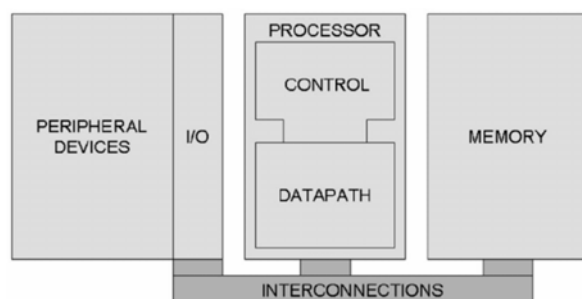 PERIPHERAL
DEVICES
I/O
PROCESSOR
CONTROL
DATAPATH
MEMORY
INTERCONNECTIONS